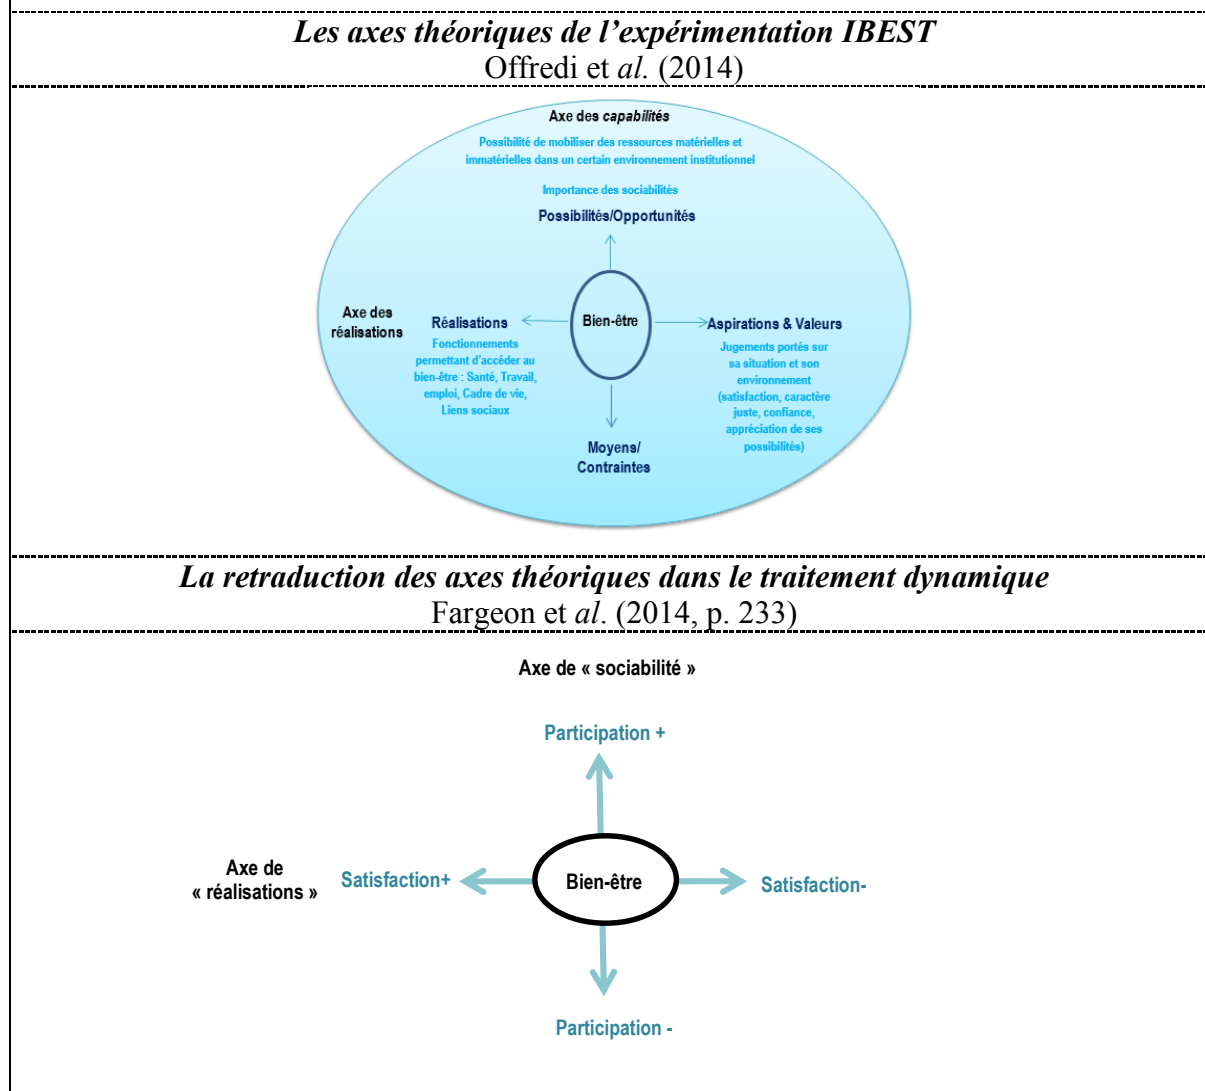 Les axes théoriques de l’expérimentation IBEST
Offredi et al. (2014)
Axe des capabilités
Possibilité de mobiliser des ressources matérielles et
immatérielles dans un certain environnement institutionnel
Importance des sociabilités
Possibilités/Opportunités
Axe des
réalisations
Réalisations
Fonctionnements
permettant d’accéder au
bien-être : Santé, Travail,
emploi, Cadre de vie,
Liens sociaux
Bien-être
Aspirations & Valeurs
Jugements portés sur
sa situation et son
environnement
(satisfaction, caractère
juste, confiance,
appréciation de ses
possibilités)
Moyens/
Contraintes
La retraduction des axes théoriques dans le traitement dynamique
Fargeon et al. (2014, p. 233)
Axe de « sociabilité »
Participation +
Axe de
« réalisations »
Satisfaction+
Bien-être
Satisfaction-
Participation -